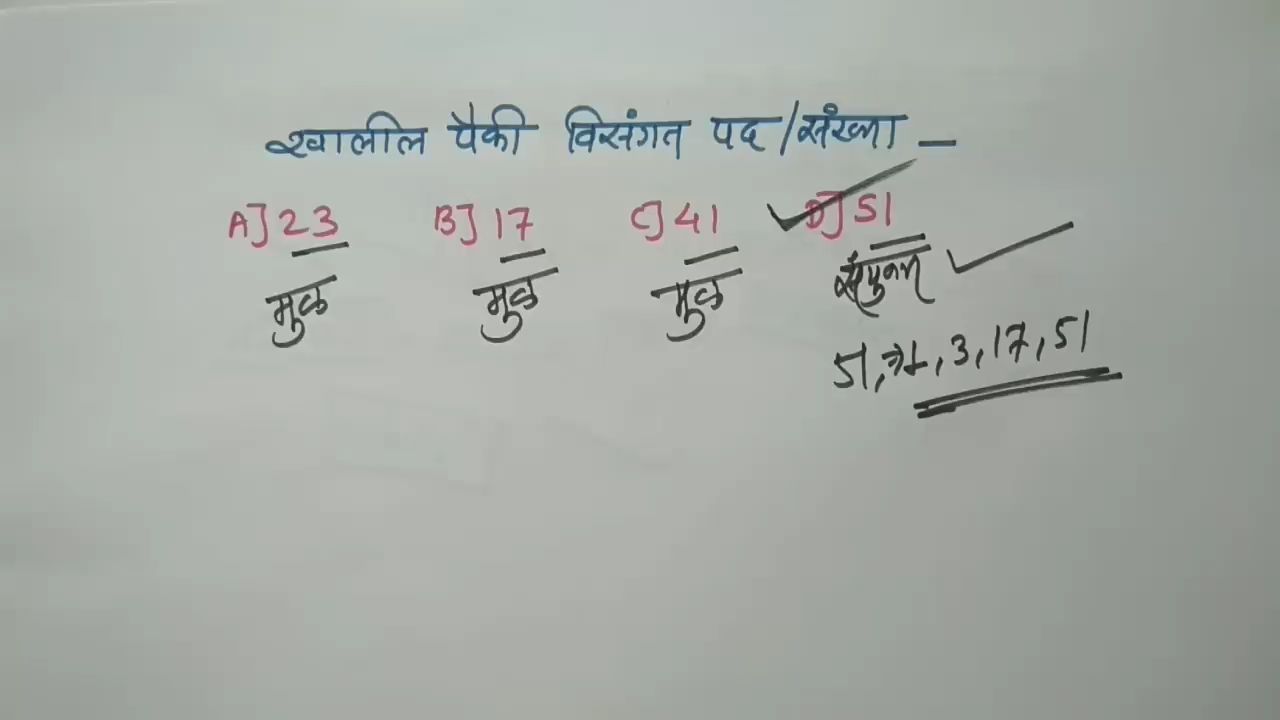 खालील पैकी विसंगत पद/संख्या _
A] 23 B] 17 C] 41 D] 51
मुळ मुळ मुळ संयुक्त
51, 1, 3, 17, 51